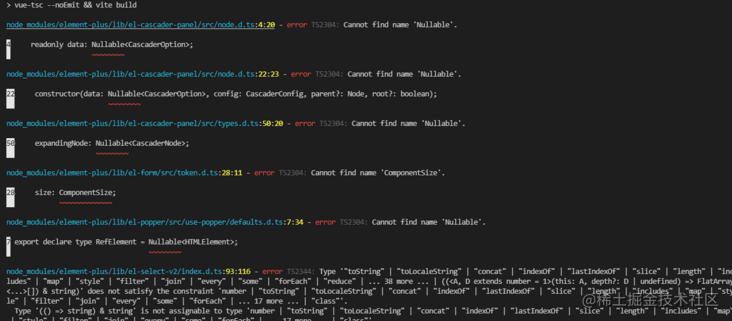 > vue-tsc --noEmit && vite build
node_modules/element-plus/lib/el-cascader-panel/src/node.d.ts:4:20 - error TS2304: Cannot find name 'Nullable'.
4     readonly data: Nullable<CascaderOption>;
node_modules/element-plus/lib/el-cascader-panel/src/node.d.ts:22:23 - error TS2304: Cannot find name 'Nullable'.
22     constructor(data: Nullable<CascaderOption>, config: CascaderConfig, parent?: Node, root?: boolean);
node_modules/element-plus/lib/el-cascader-panel/src/types.d.ts:50:20 - error TS2304: Cannot find name 'Nullable'.
50     expandingNode: Nullable<CascaderNode>;
node_modules/element-plus/lib/el-form/src/token.d.ts:28:11 - error TS2304: Cannot find name 'ComponentSize'.
28     size: ComponentSize;
node_modules/element-plus/lib/el-popper/src/use-popper/defaults.d.ts:7:34 - error TS2304: Cannot find name 'Nullable'.
7 export declare type RefElement = Nullable<HTMLElement>;
node_modules/element-plus/lib/el-select-v2/index.d.ts:93:116 - error TS2344: Type '"toString" | "toLocaleString" | "concat" | "indexOf" | "lastIndexOf" | "slice" | "length" | "inc
ludes" | "map" | "style" | "filter" | "join" | "every" | "some" | "forEach" | "reduce" | ... 38 more ... | ((<A, D extends number = 1>(this: A, depth?: D | undefined) => FlatArray
<...>[]) & string)' does not satisfy the constraint 'number | "toString" | "toLocaleString" | "concat" | "indexOf" | "lastIndexOf" | "slice" | "length" | "includes" | "map" | "sty
le" | "filter" | "join" | "every" | "some" | "forEach" | ... 17 more ... | "class"'.
Type '(() => string) & string' is not assignable to type 'number | "toString" | "toLocaleString" | "concat" | "indexOf" | "lastIndexOf" | "slice" | "length" | "includes" | "map"
| "style" | "filter" | "join" | "every" | "some" | "forEach" | ... 17 more ... | "class"'.
@稀土掘金技术社区